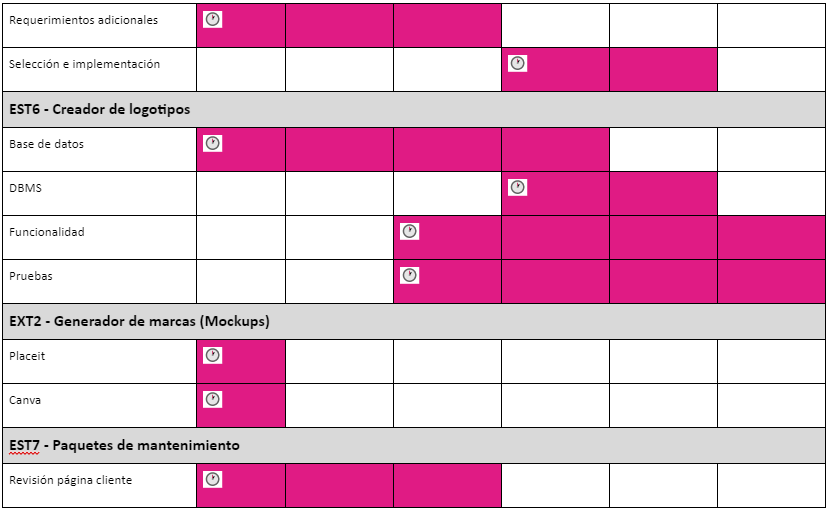 Requerimientos adicionales
Selección e implementación
EST6 - Creador de logotipos
Base de datos
DBMS
Funcionalidad
Pruebas
EXT2 - Generador de marcas (Mockups)
Placeit
Canva
EST7 - Paquetes de mantenimiento
Revisión página cliente